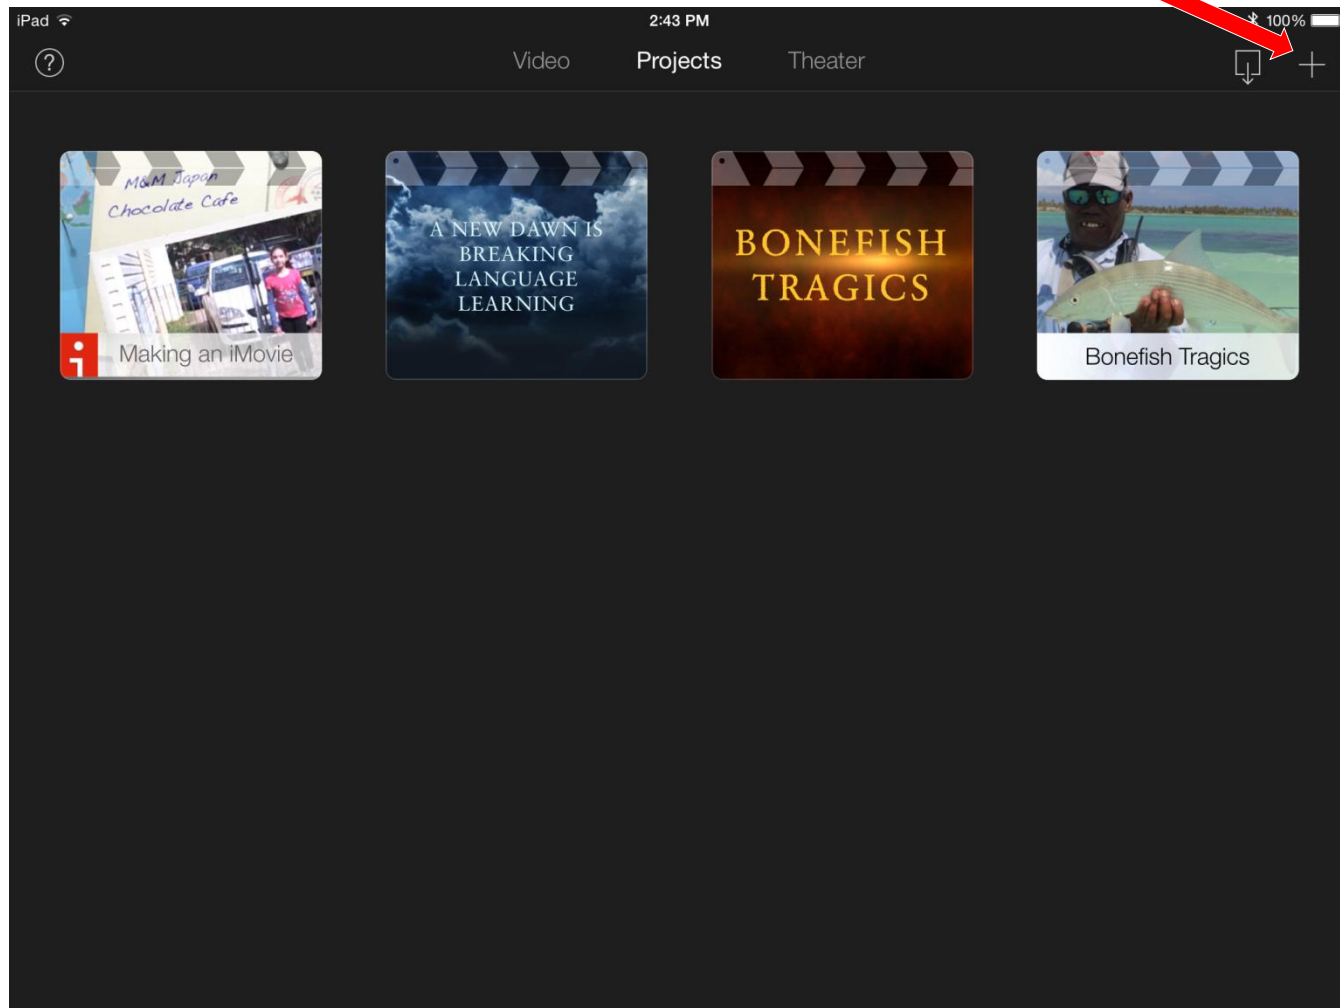 iPad
2:43 PM
100%
?
Video
Projects
Theater
M&M Japan
Chocolate Cafe
Making an iMovie
A NEW DAWN IS
BREAKING
LANGUAGE
LEARNING
BONEFISH
TRAGICS
Bonefish Tragics